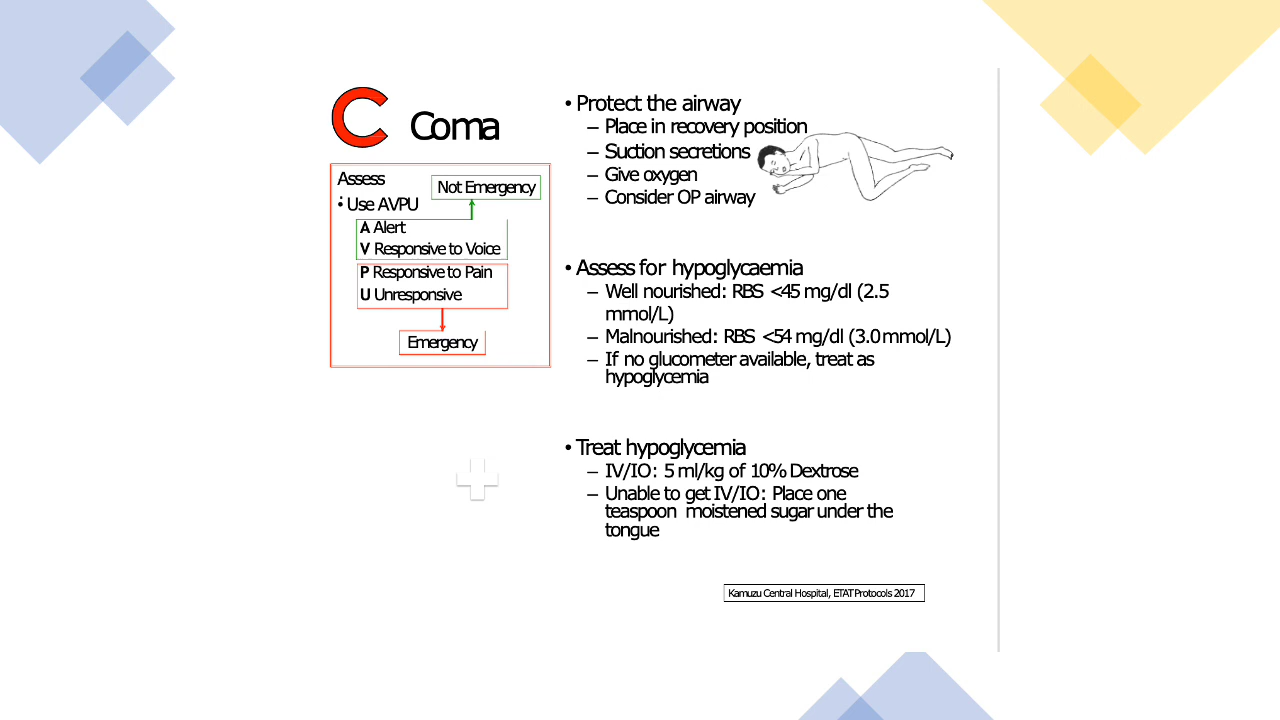 C Coma
Assess
Not Emergency
• Use AVPU
A Alert
V Responsive to Voice
P Responsive to Pain
U Unresponsive
Emergency
• Protect the airway
– Place in recovery position
– Suction secretions
– Give oxygen
– Consider OP airway
• Assess for hypoglycaemia
– Well nourished: RBS <45 mg/dl (2.5
mmol/L)
– Malnourished: RBS <54 mg/dl (3.0 mmol/L)
– If no glucometer available, treat as
hypoglycemia
• Treat hypoglycemia
– IV/IO: 5 ml/kg of 10% Dextrose
– Unable to get IV/IO: Place one
teaspoon moistened sugar under the
tongue
Kamuzu Central Hospital, ETAT Protocols 2017